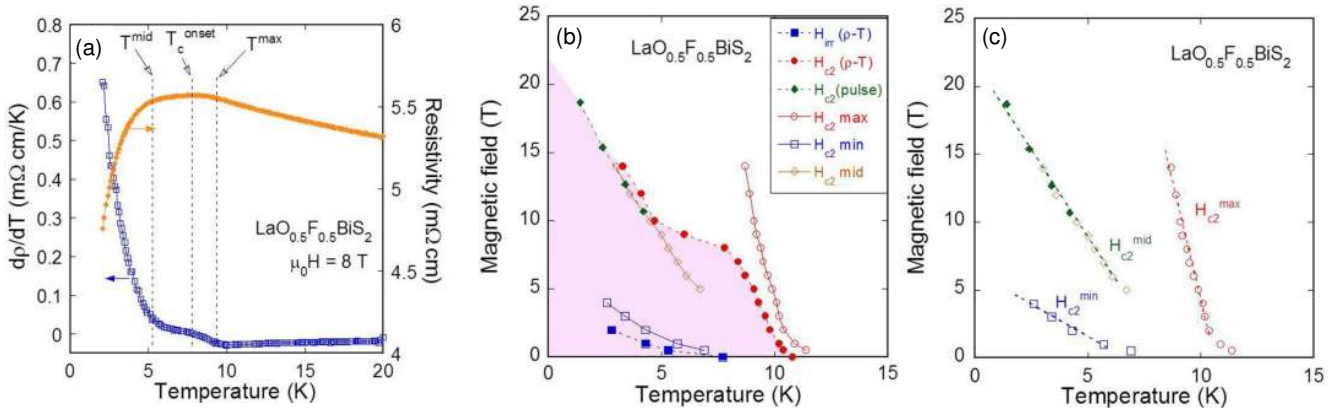 (a)
T^mid
T_c^onset
T^max
0.8
0.7
0.6
0.5
0.4
0.3
0.2
0.1
0
dρ/dT (mΩ cm/K)
6
5.5
5
4.5
4
Resistivity (mΩ cm)
LaO0.5F0.5BiS2
μ0H = 8 T
0 5 10 15 20
Temperature (K)
(b)
LaO0.5F0.5BiS2
H_irr (ρ-T)
H_c2 (ρ-T)
H_c2 (pulse)
H_c2 max
H_c2 min
H_c2 mid
25
20
15
10
5
0
Magnetic field (T)
0 5 10 15
Temperature (K)
(c)
LaO0.5F0.5BiS2
H_c2^max
H_c2^mid
H_c2^min
25
20
15
10
5
0
Magnetic field (T)
0 5 10 15
Temperature (K)